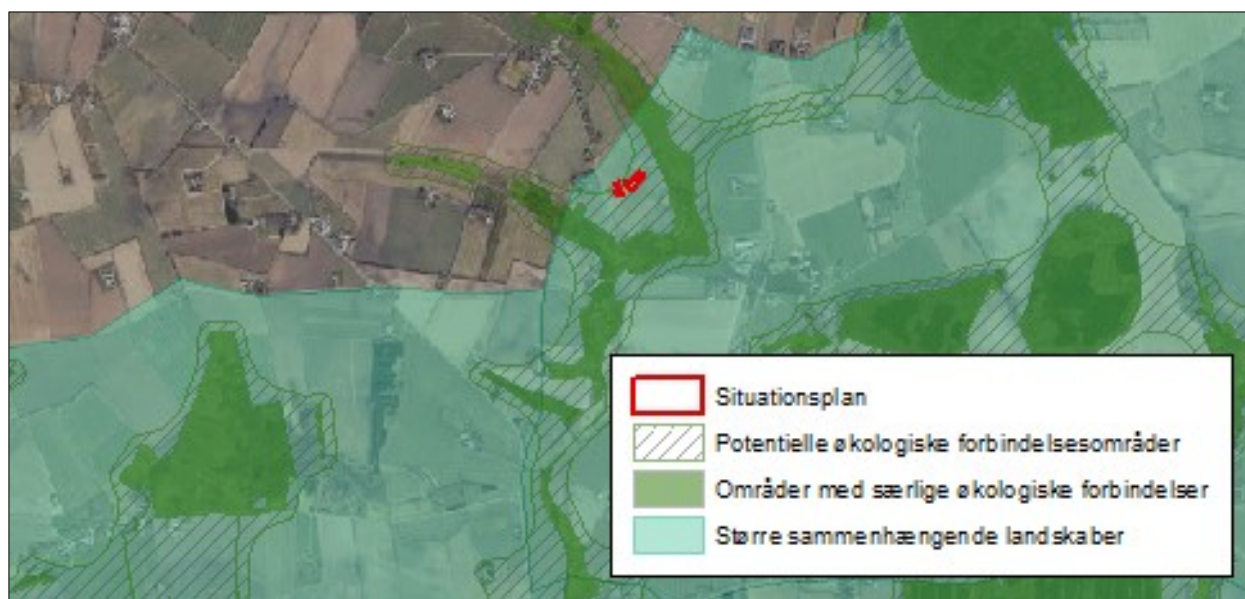 Situationsplan
Potentielle økologiske forbindelsesområder
Områder med særlige økologiske forbindelser
Større sammenhængende landskaber